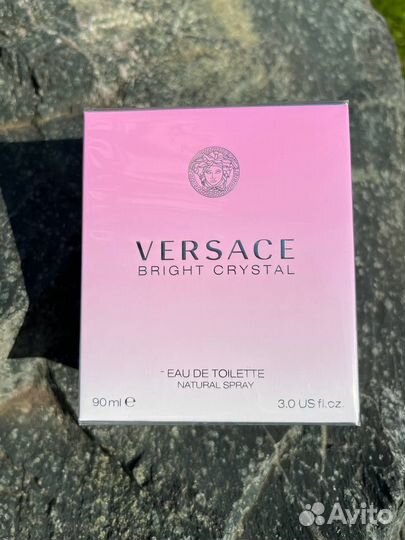 VERSACE
BRIGHT CRYSTAL
EAU DE TOILETTE
NATURAL SPRAY
90 ml ℮ 3.0 US fl.oz.
Avito